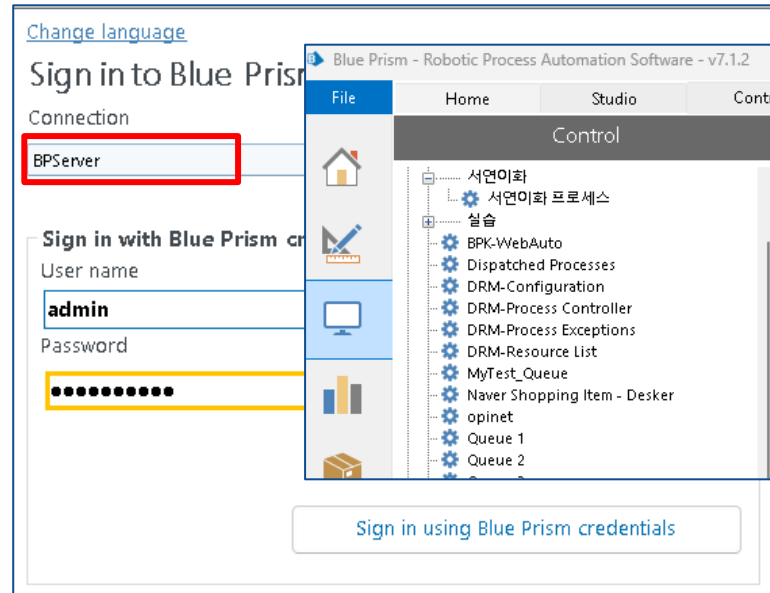 Change language
Sign in to Blue Pris
Connection
BPServer
Sign in with Blue Prism cr
User name
admin
Password
••••••••••
Sign in using Blue Prism credentials
Blue Prism - Robotic Process Automation Software - v7.1.2
File
Home
Studio
Cont
Control
서연이화
서연이화 프로세스
실습
BPK-WebAuto
Dispatched Processes
DRM-Configuration
DRM-Process Controller
DRM-Process Exceptions
DRM-Resource List
MyTest_Queue
Naver Shopping Item - Desker
opinet
Queue 1
Queue 2